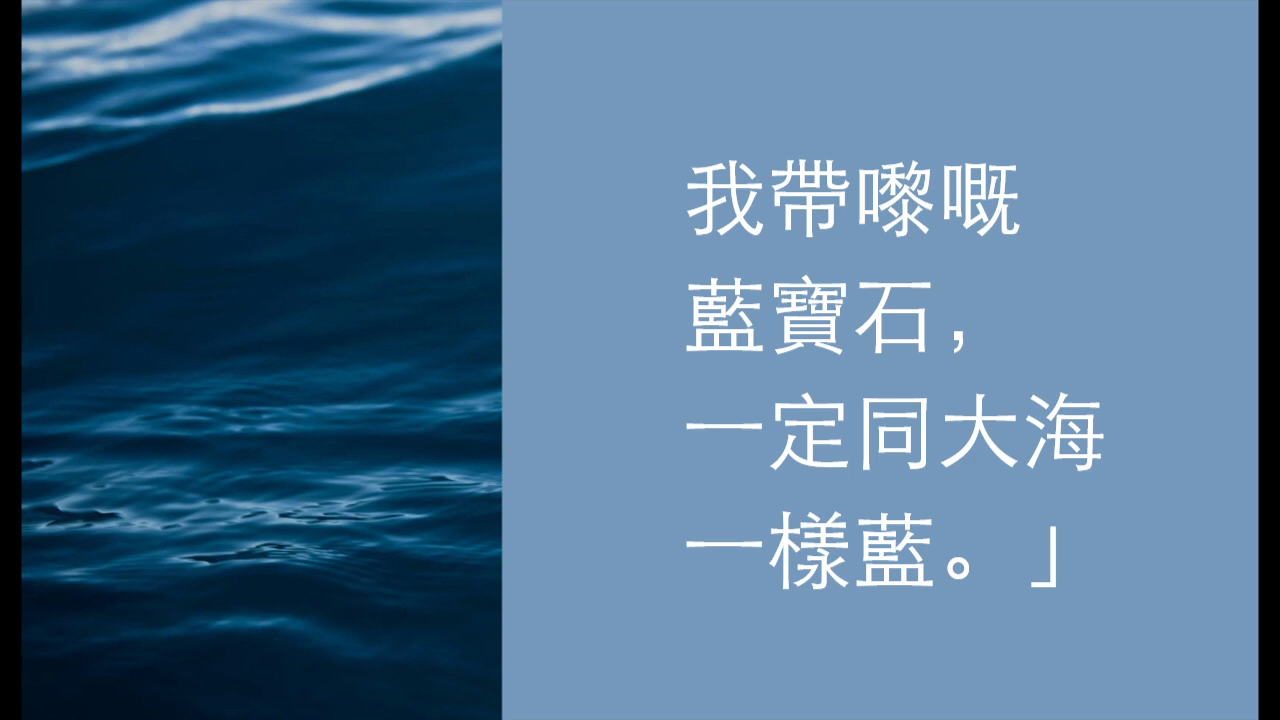 我帶嚟嘅
藍寶石，
一定同大海
一樣藍。」